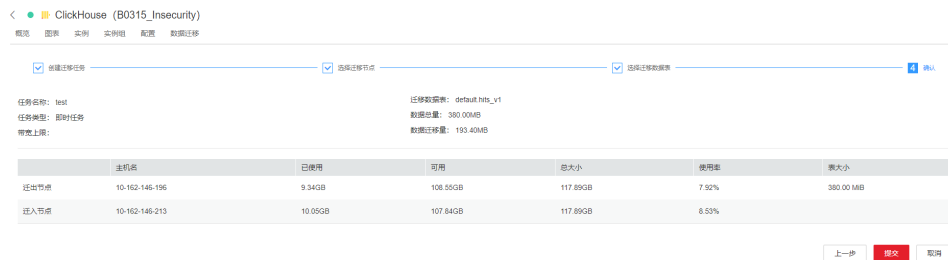 ClickHouse（B0315_Insecurity）
概览 图表 实例 实例组 配置 数据迁移
创建迁移任务 选择迁移节点 选择迁移数据表 4 确认
任务名称： test
任务类型： 即时任务
带宽上限：
迁移数据表： default.hits_v1
数据总量： 380.00MB
数据迁移量： 193.40MB
主机名 已使用 可用 总大小 使用率 表大小
迁出节点 10-162-146-196 9.34GB 108.55GB 117.89GB 7.92% 380.00 MiB
迁入节点 10-162-146-213 10.05GB 107.84GB 117.89GB 8.53%
上一步 提交 取消